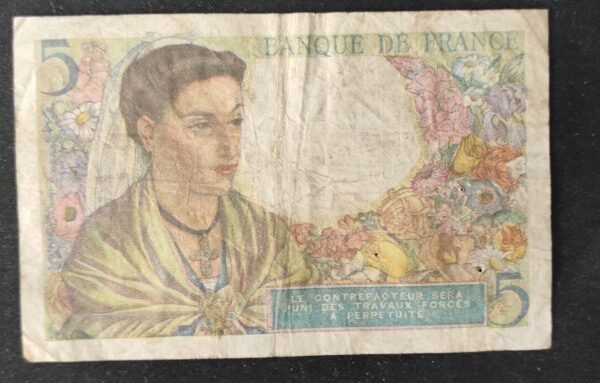 5
BANQUE DE FRANCE
LE CONTREFACTEUR SERA
PUNI DES TRAVAUX FORCÉS
A PERPÉTUITÉ
5